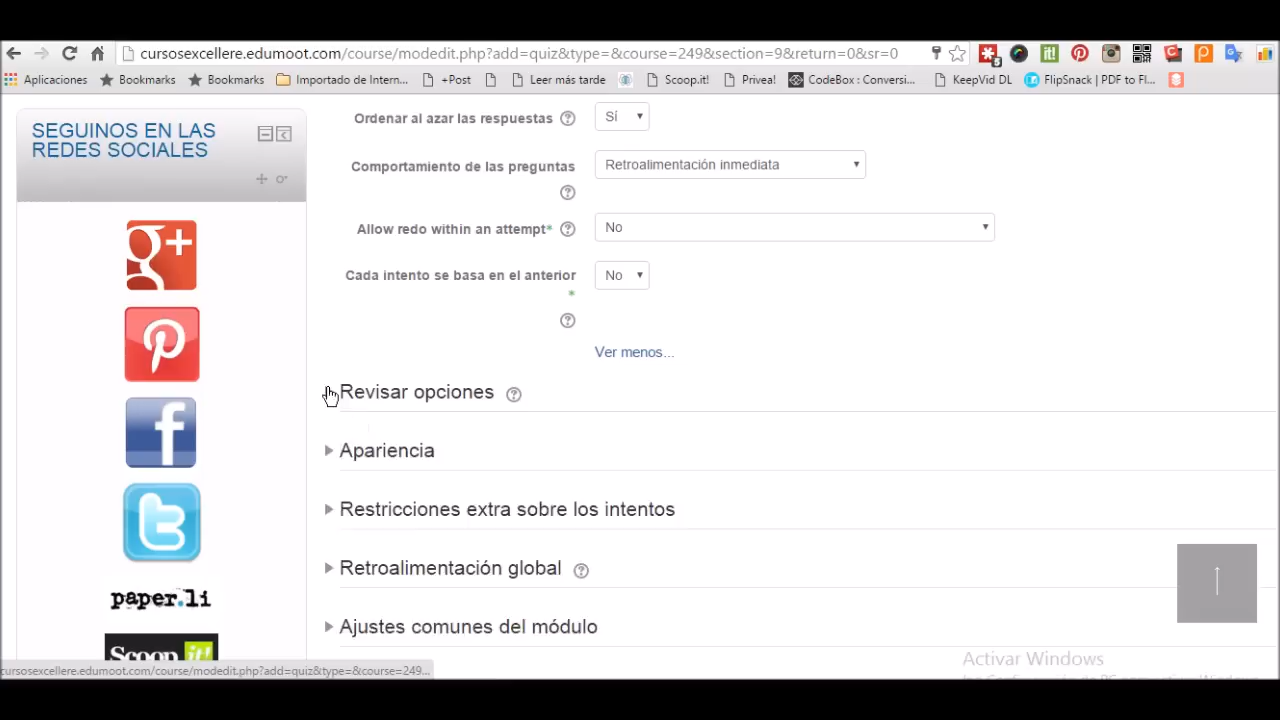 cursosexcellere.edumoot.com/course/modedit.php?add=quiz&type=&course=249&section=9&return=0&sr=0
Aplicaciones Bookmarks Bookmarks Importado de Intern... +Post Leer más tarde Scoop.it! Privea! CodeBox : Conversi... KeepVid DL FlipSnack | PDF to Fl...
SEGUINOS EN LAS
REDES SOCIALES
g+
paper.li
Scoop it!
Ordenar al azar las respuestas Sí
Comportamiento de las preguntas Retroalimentación inmediata
Allow redo within an attempt* No
Cada intento se basa en el anterior No
*
Ver menos...
Revisar opciones
Apariencia
Restricciones extra sobre los intentos
Retroalimentación global
Ajustes comunes del módulo
cursosexcellere.edumoot.com/course/modedit.php?add=quiz&type=&course=249...
Activar Windows